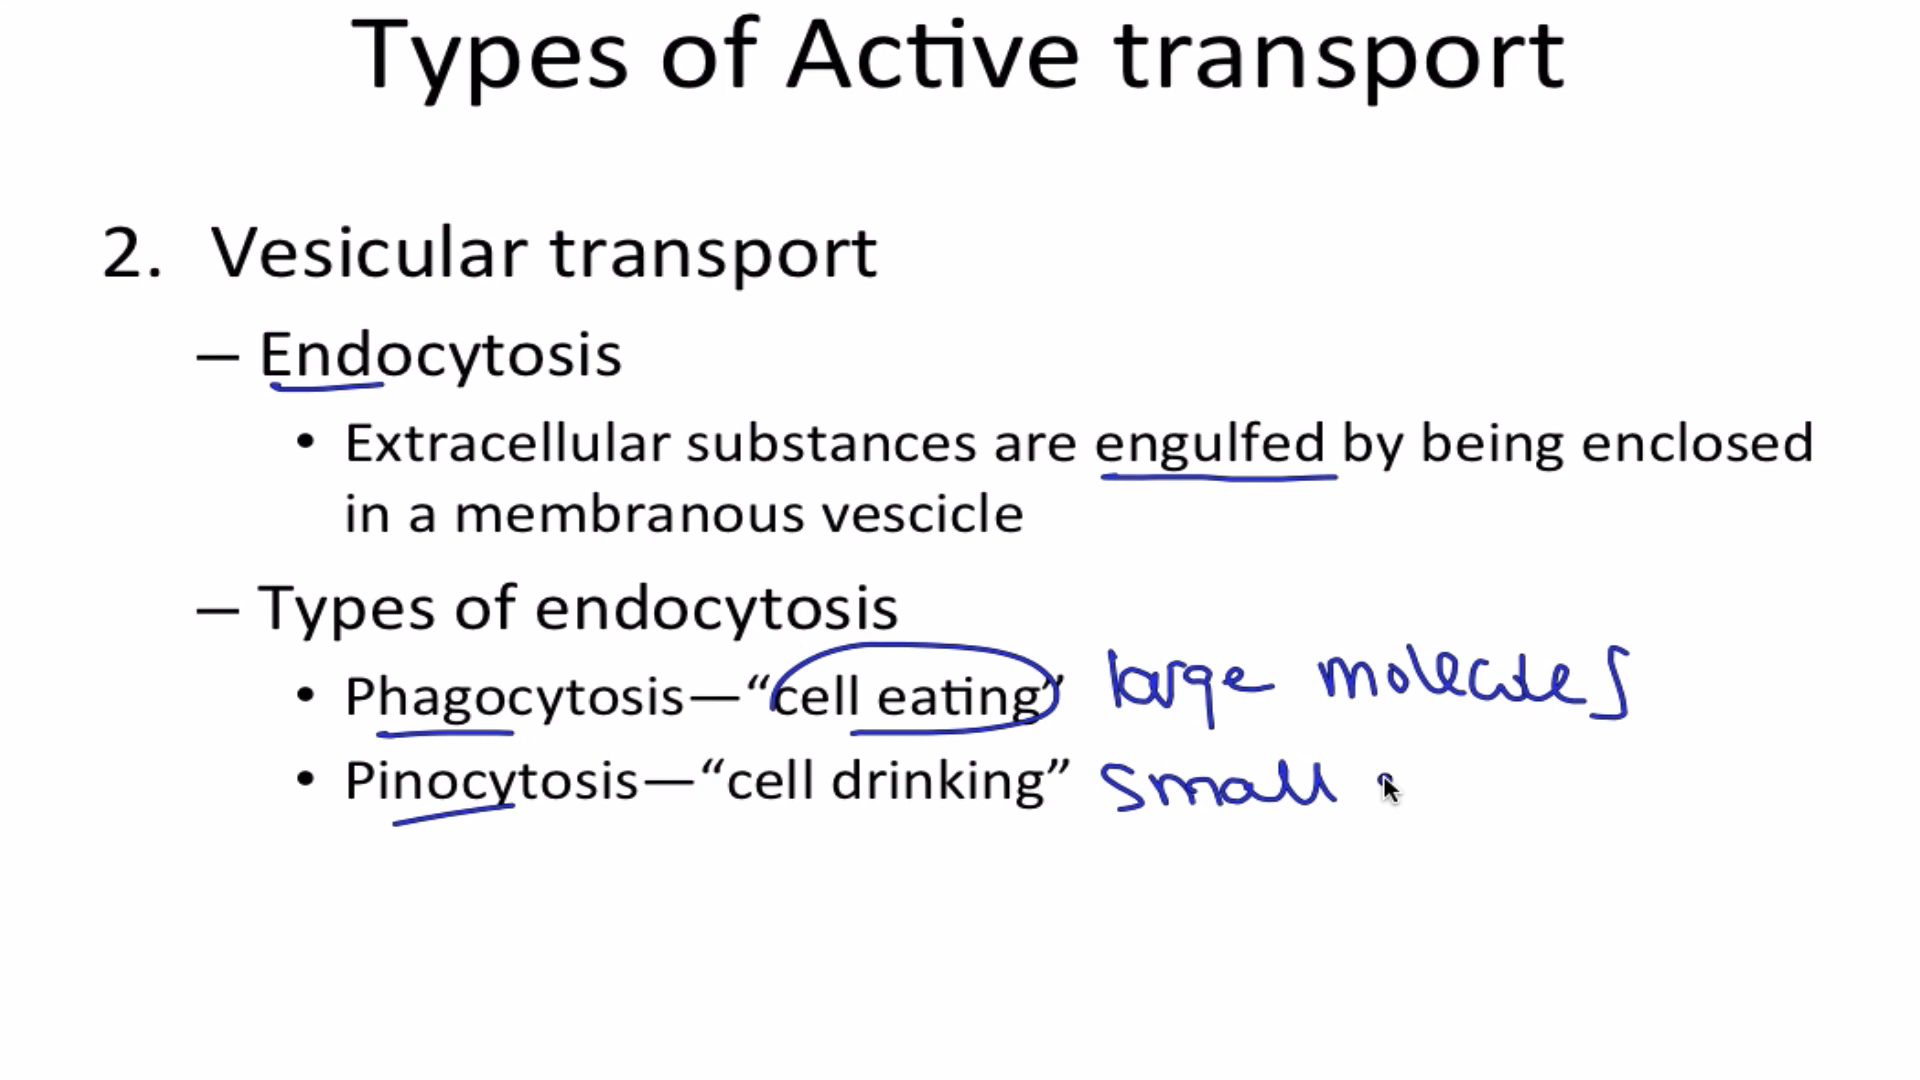 Types of Active transport
2. Vesicular transport
– Endocytosis
• Extracellular substances are engulfed by being enclosed
in a membranous vescicle
– Types of endocytosis
• Phagocytosis—“cell eating” large molecules
• Pinocytosis—“cell drinking” small